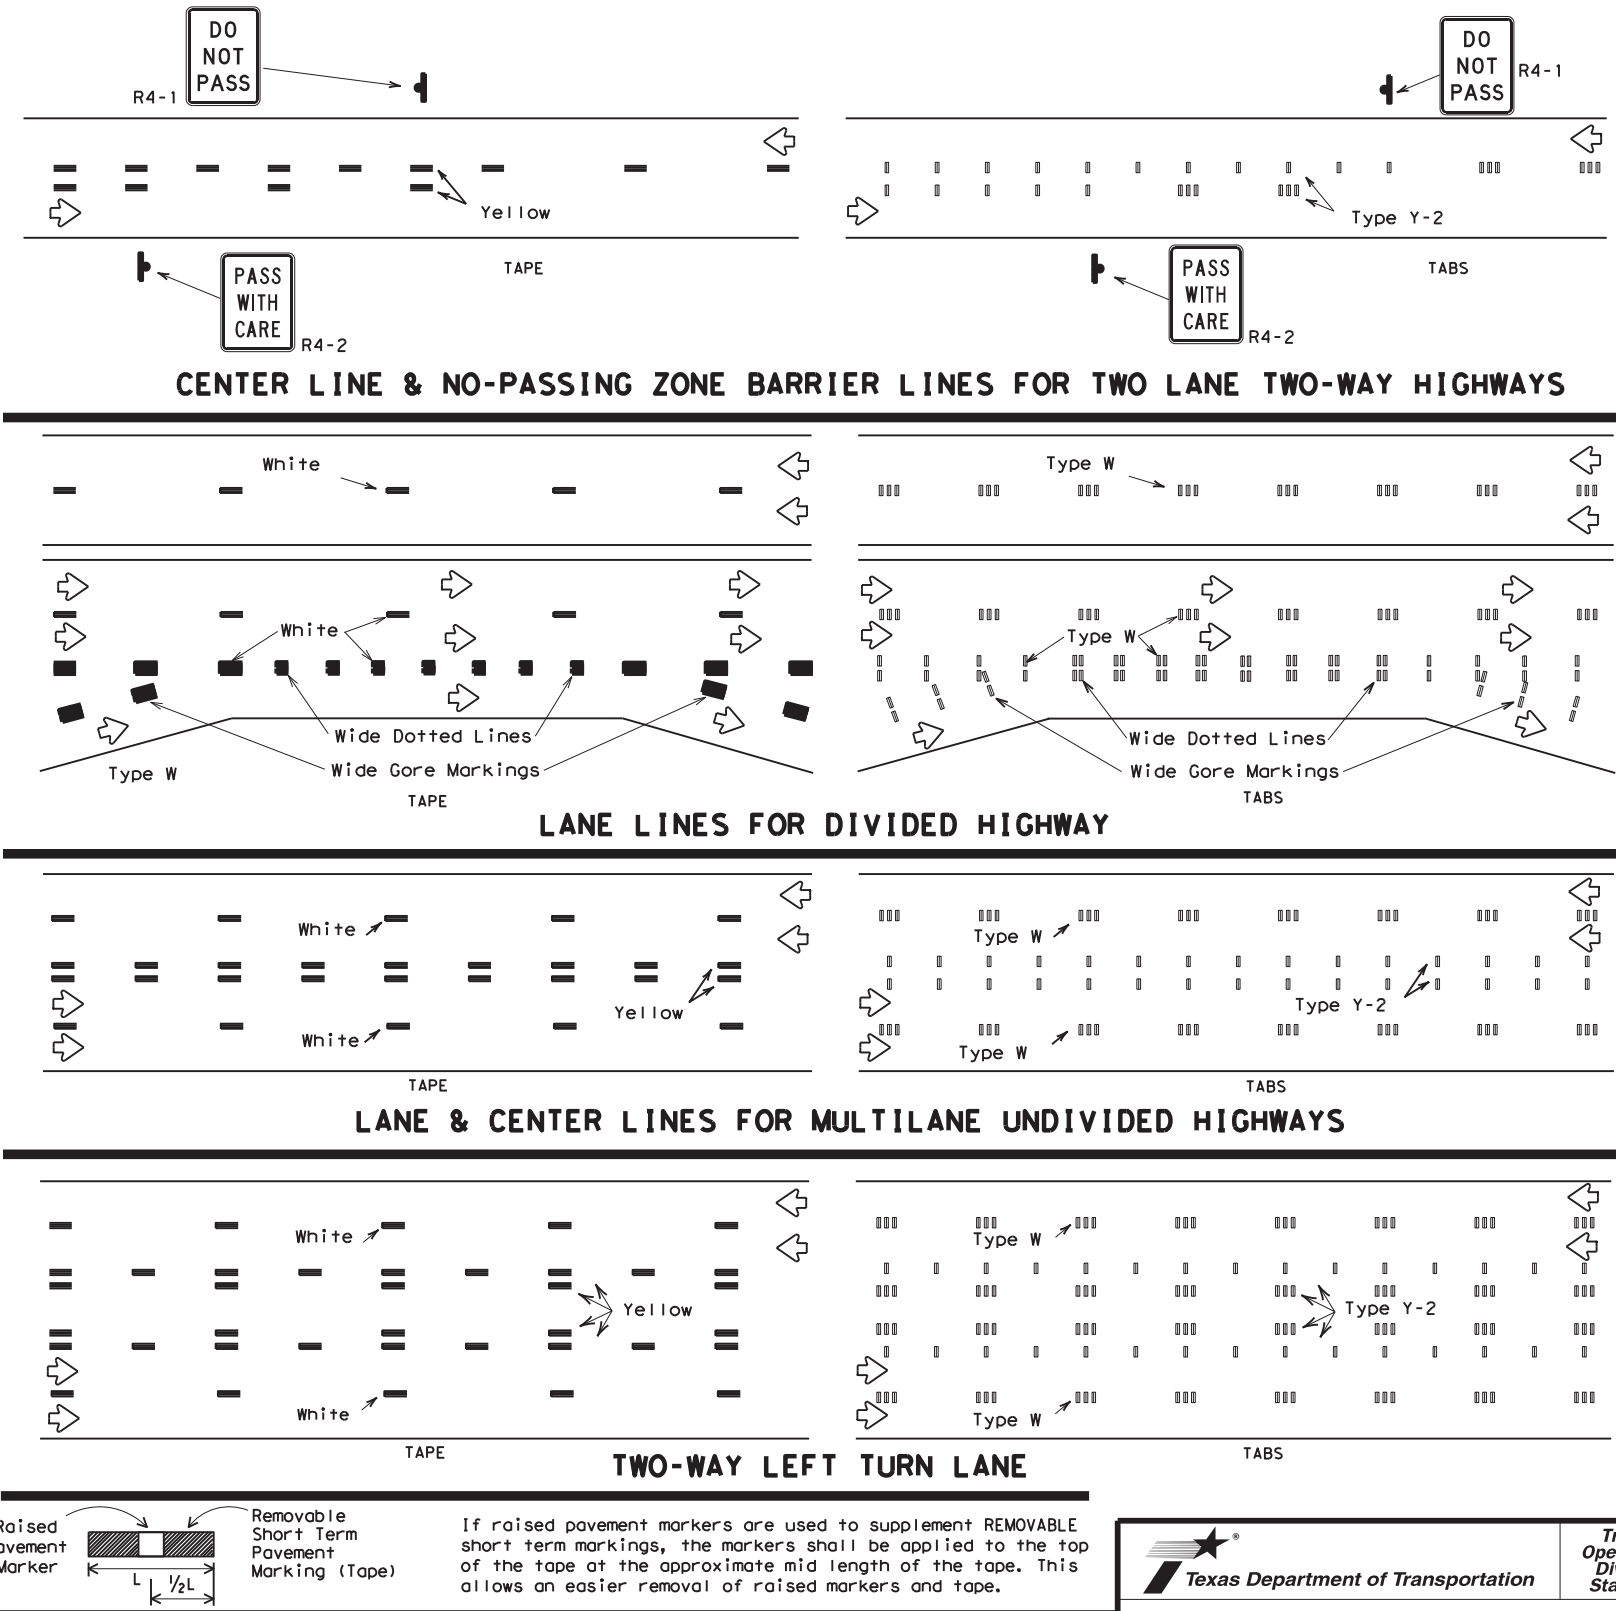 DO
NOT
PASS
R4-1
DO
NOT
PASS
R4-1
Yellow
Type Y-2
PASS
WITH
CARE
R4-2
TAPE
PASS
WITH
CARE
R4-2
TABS
CENTER LINE & NO-PASSING ZONE BARRIER LINES FOR TWO LANE TWO-WAY HIGHWAYS
White
Type W
White
Type W
Wide Dotted Lines
Wide Gore Markings
Type W
TAPE
Wide Dotted Lines
Wide Gore Markings
TABS
LANE LINES FOR DIVIDED HIGHWAY
White
Yellow
White
TAPE
Type W
Type Y-2
Type W
TABS
LANE & CENTER LINES FOR MULTILANE UNDIVIDED HIGHWAYS
White
Yellow
White
TAPE
Type W
Type Y-2
Type W
TABS
TWO-WAY LEFT TURN LANE
Raised
Pavement
Marker
Removable
Short Term
Pavement
Marking (Tape)
L
½L
If raised pavement markers are used to supplement REMOVABLE
short term markings, the markers shall be applied to the top
of the tape at the approximate mid length of the tape. This
allows an easier removal of raised markers and tape.
®
Texas Department of Transportation